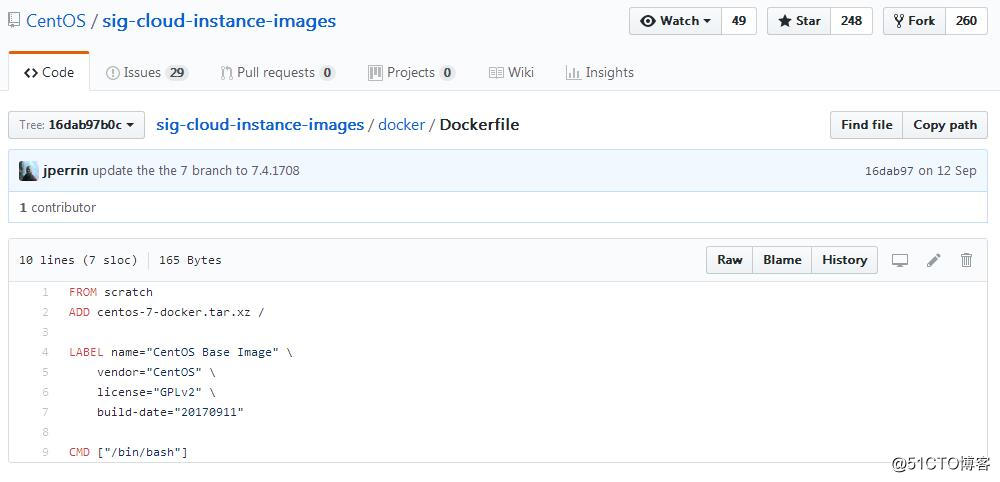 CentOS / sig-cloud-instance-images
Watch 49 Star 248 Fork 260
Code Issues 29 Pull requests 0 Projects 0 Wiki Insights
Tree: 16dab97b0c sig-cloud-instance-images / docker / Dockerfile Find file Copy path
jperrin update the the 7 branch to 7.4.1708 16dab97 on 12 Sep
1 contributor
10 lines (7 sloc) 165 Bytes Raw Blame History
1 FROM scratch
2 ADD centos-7-docker.tar.xz /
3
4 LABEL name="CentOS Base Image" \
5 vendor="CentOS" \
6 license="GPLv2" \
7 build-date="20170911"
8
9 CMD ["/bin/bash"]
@51CTO博客